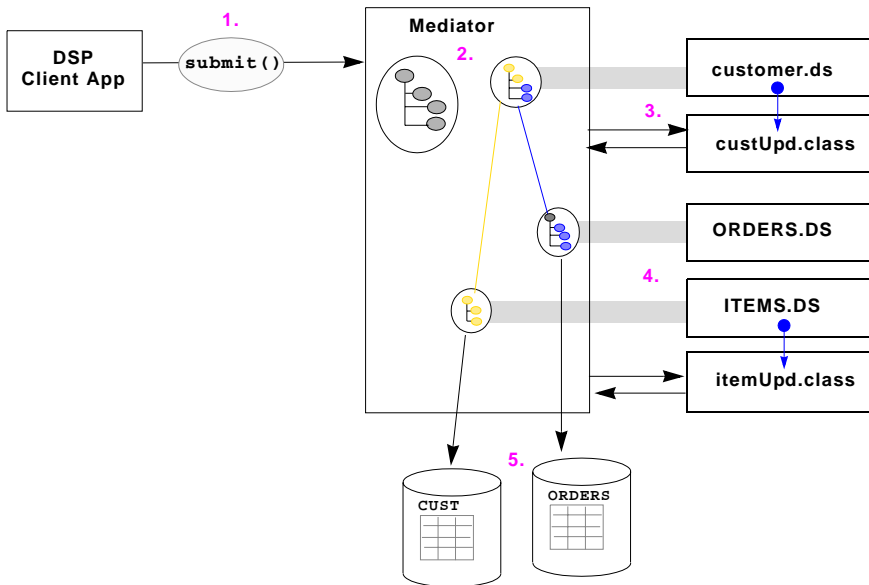 1.
DSP
Client App
submit()
Mediator
2.
customer.ds
3.
custUpd.class
ORDERS.DS
4.
ITEMS.DS
itemUpd.class
5.
CUST
ORDERS